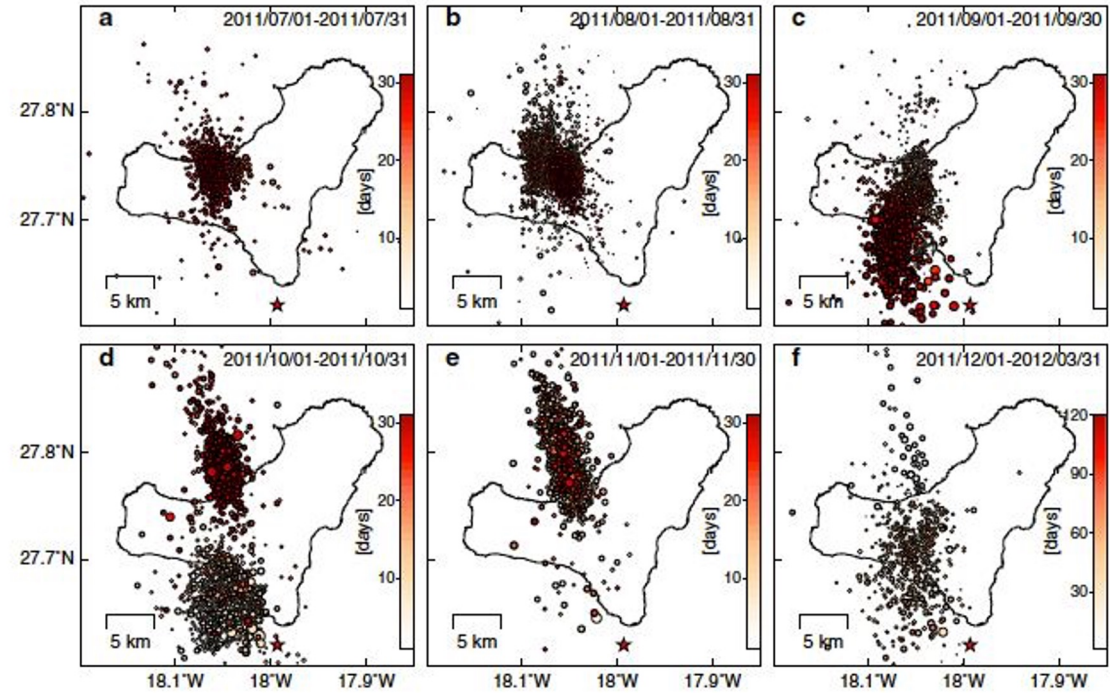 a 2011/07/01-2011/07/31
b 2011/08/01-2011/08/31
c 2011/09/01-2011/09/30
27.8°N
27.7°N
30
20
10
[days]
5 km
30
20
10
[days]
5 km
30
20
10
[days]
5 km
d 2011/10/01-2011/10/31
e 2011/11/01-2011/11/30
f 2011/12/01-2012/03/31
27.8°N
27.7°N
30
20
10
[days]
5 km
30
20
10
[days]
5 km
120
90
60
30
[days]
5 km
18.1°W 18°W 17.9°W
18.1°W 18°W 17.9°W
18.1°W 18°W 17.9°W